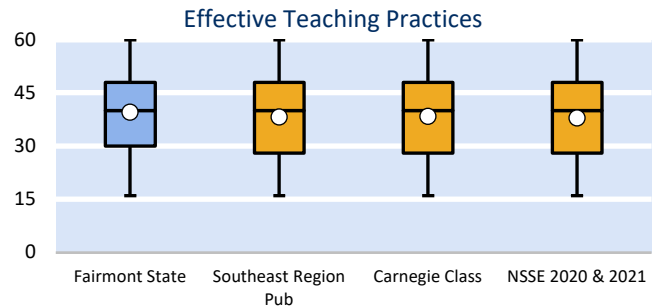 Effective Teaching Practices
60
45
30
15
0
Fairmont State
Southeast Region
Pub
Carnegie Class
NSSE 2020 & 2021